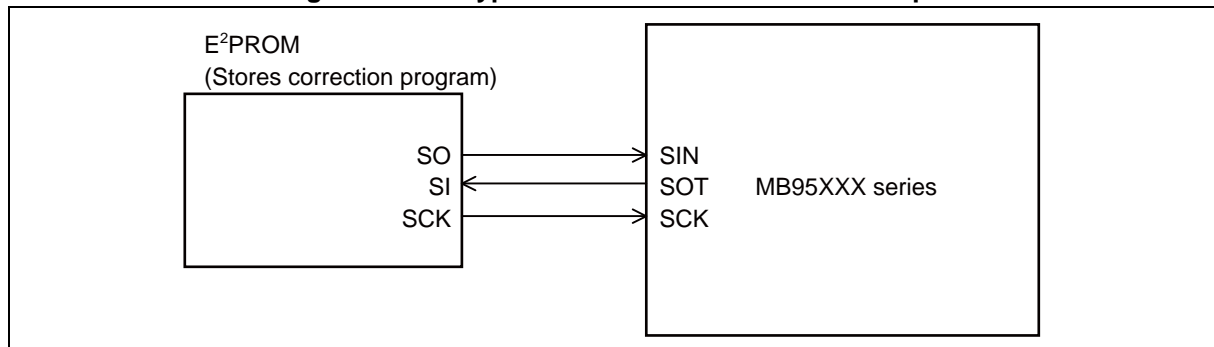 E²PROM
(Stores correction program)
SO SIN
SI SOT MB95XXX series
SCK SCK